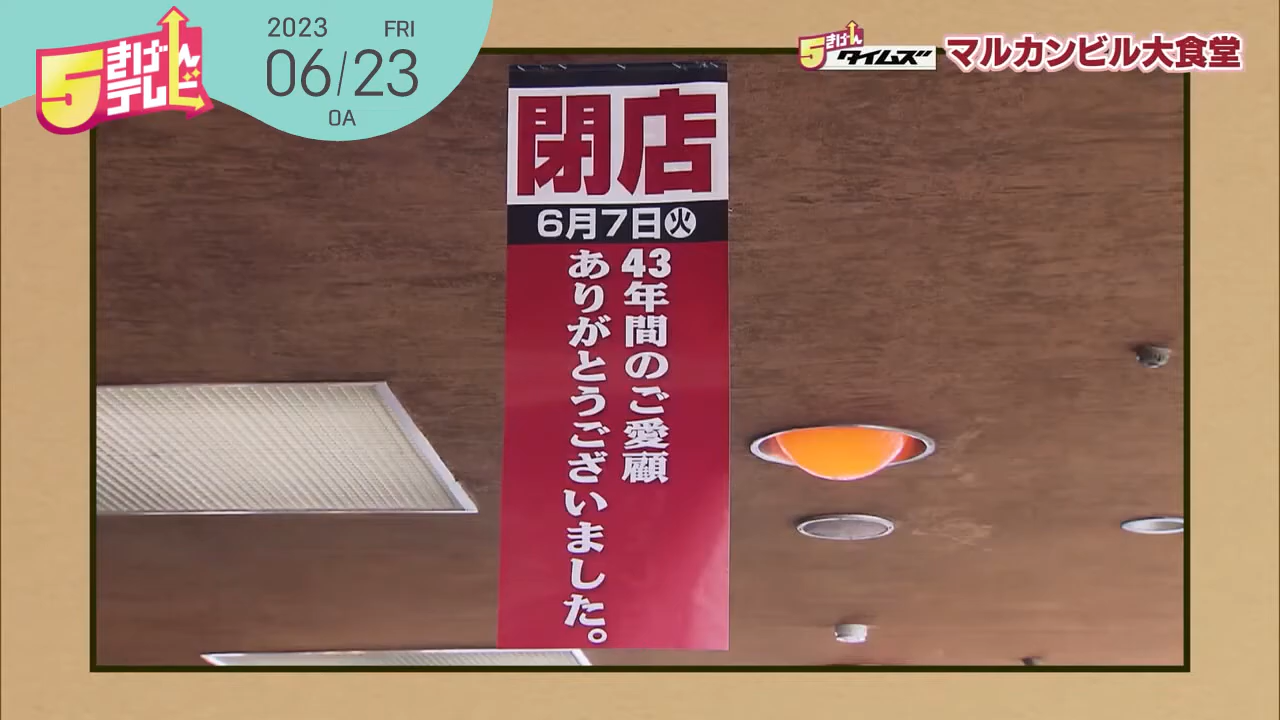 5きげんテレビ
2023 FRI
06/23
OA
5きげんタイムズ
マルカンビル大食堂
閉店
6月7日火
43年間のご愛顧
ありがとうございました。